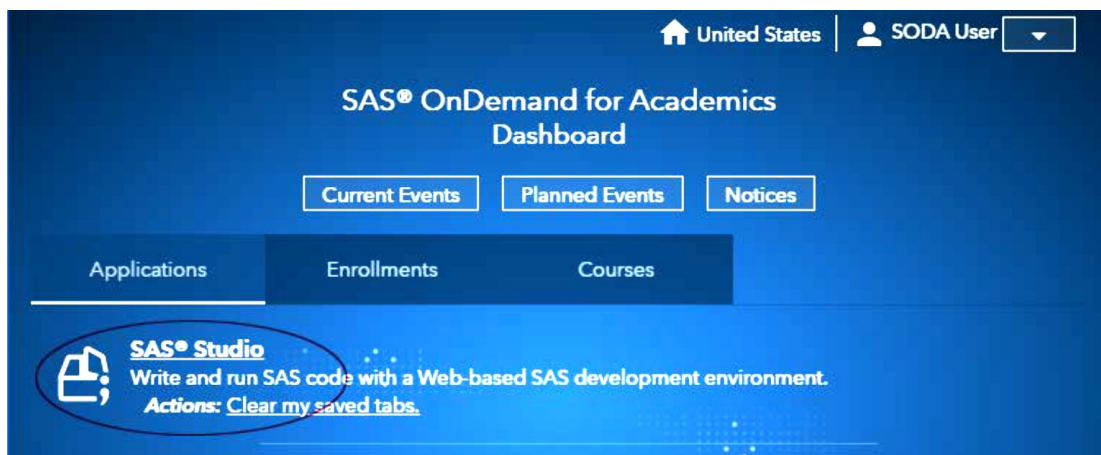 United States SODA User
SAS® OnDemand for Academics
Dashboard
Current Events Planned Events Notices
Applications Enrollments Courses
SAS® Studio
Write and run SAS code with a Web-based SAS development environment.
Actions: Clear my saved tabs.